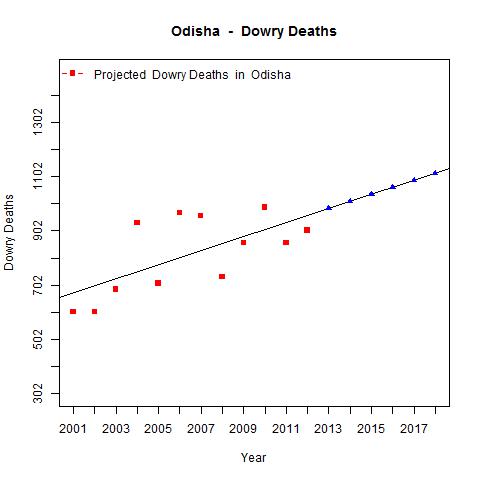 Odisha - Dowry Deaths
Projected Dowry Deaths in Odisha
Dowry Deaths
1302
1102
902
702
502
302
2001 2003 2005 2007 2009 2011 2013 2015 2017
Year